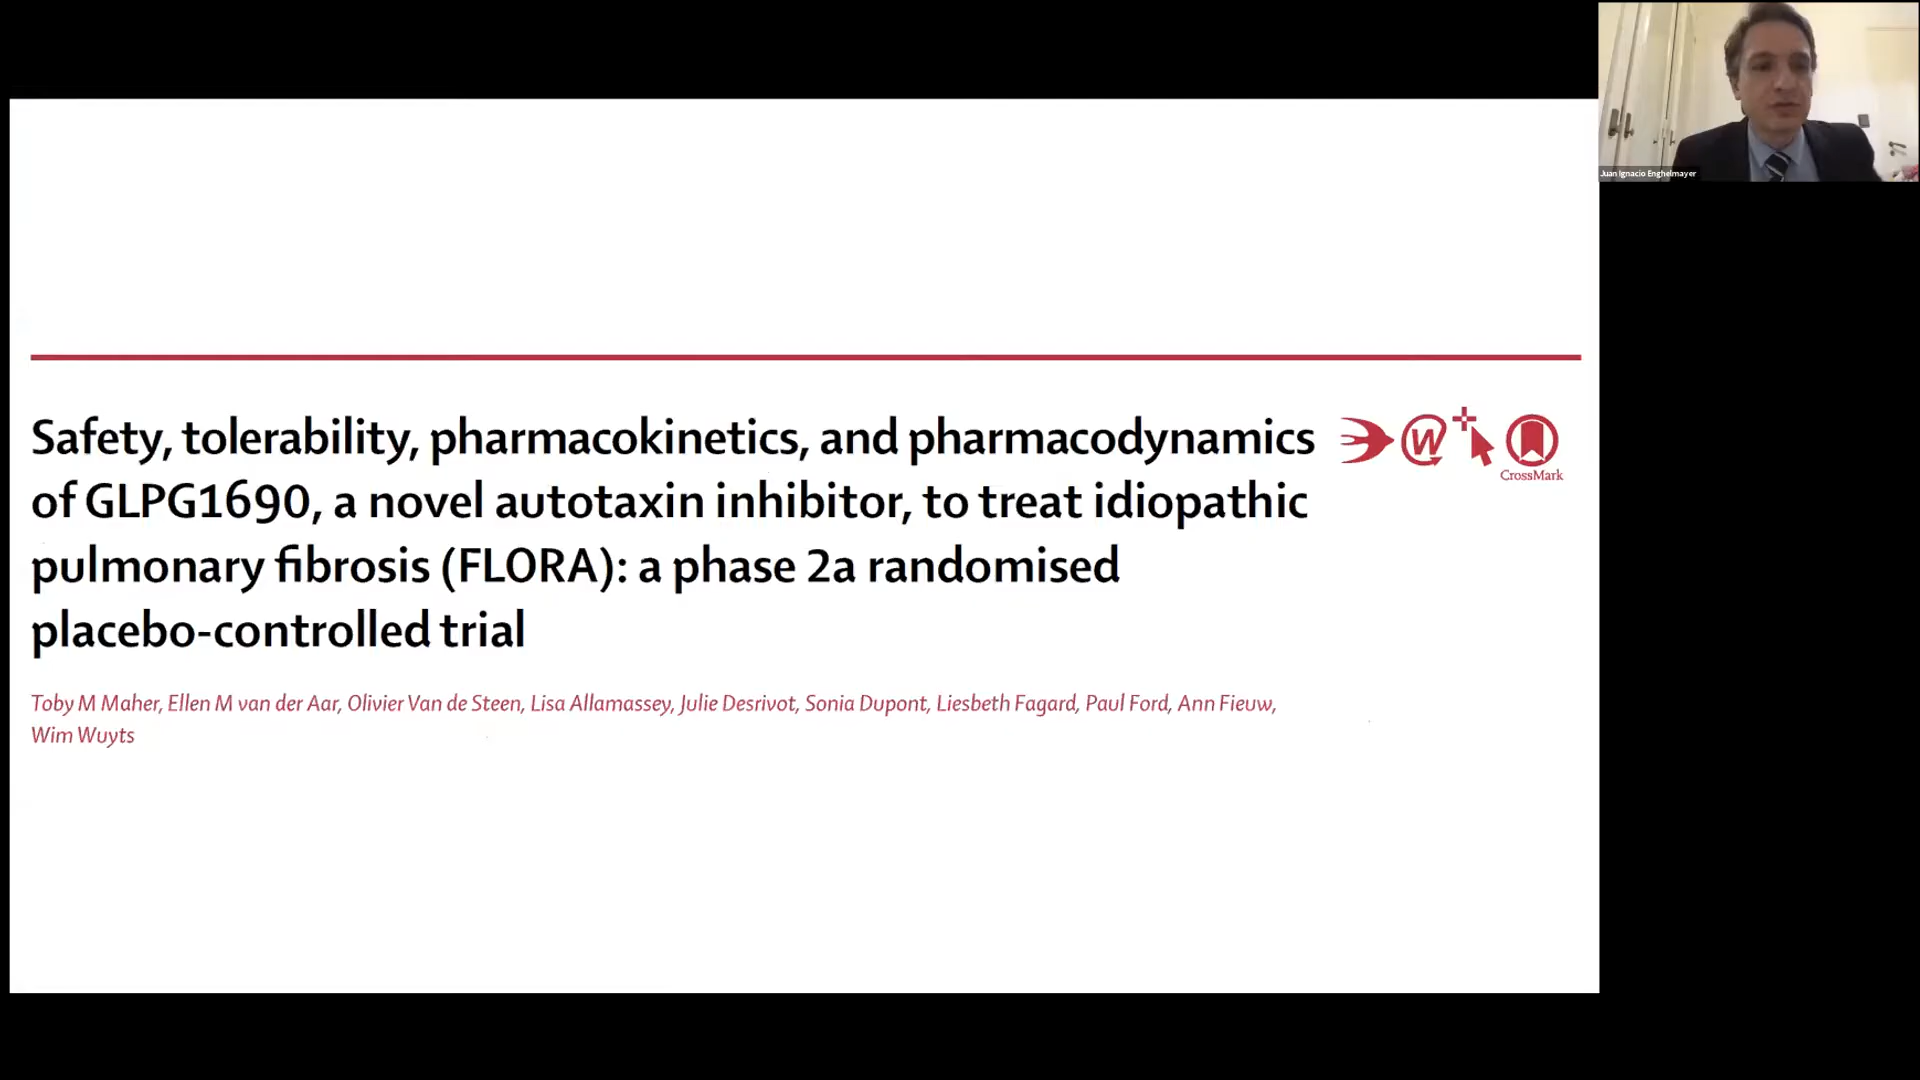 Juan Ignacio Enghelmayer
Safety, tolerability, pharmacokinetics, and pharmacodynamics
of GLPG1690, a novel autotaxin inhibitor, to treat idiopathic
pulmonary fibrosis (FLORA): a phase 2a randomised
placebo-controlled trial
W
CrossMark
Toby M Maher, Ellen M van der Aar, Olivier Van de Steen, Lisa Allamassey, Julie Desrivot, Sonia Dupont, Liesbeth Fagard, Paul Ford, Ann Fieuw,
Wim Wuyts